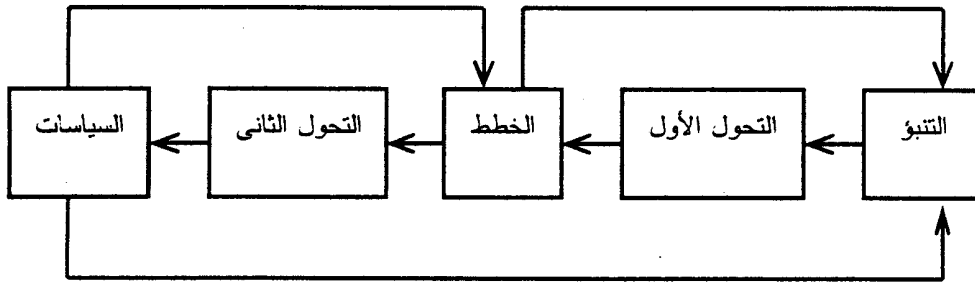 التنبؤ
التحول الأول
الخطط
التحول الثانى
السياسات